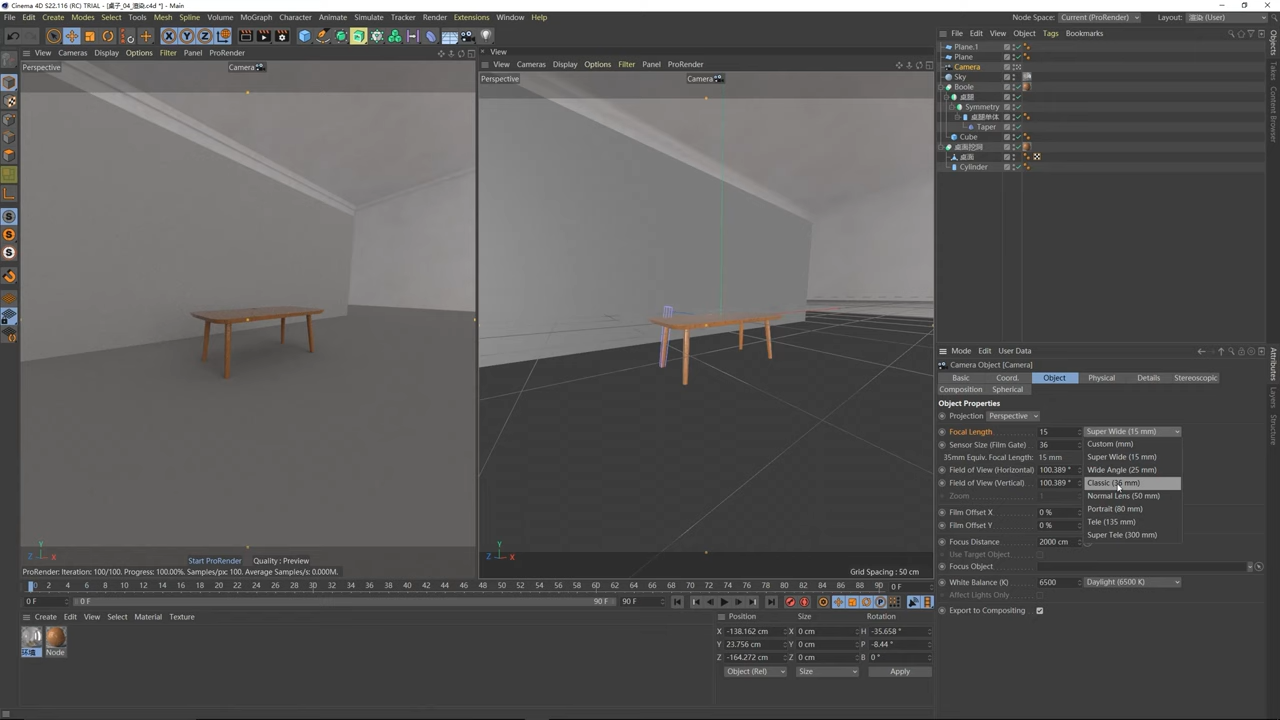 Cinema 4D S22.116 (RC) TRIAL - [桌子_04_渲染.c4d *] - Main
File Edit Create Modes Select Tools Mesh Spline Volume MoGraph Character Animate Simulate Tracker Render Extensions Window Help
Node Space: Current (ProRender) Layout: 渲染 (User)
X Y Z
File Edit View Object Tags Bookmarks
View Cameras Display Options Filter Panel ProRender
View
View Cameras Display Options Filter Panel ProRender
Perspective Camera
Perspective Camera
Plane.1
Plane
Camera
Sky
Boole
桌腿
Symmetry
桌腿单体
Taper
Cube
桌面挖洞
桌面
Cylinder
Objects
Takes
Content Browser
Attributes
Layers
Structure
Mode Edit User Data
Camera Object [Camera]
Basic Coord. Object Physical Details Stereoscopic
Composition Spherical
Object Properties
Projection Perspective
Focal Length 15 Super Wide (15 mm)
Sensor Size (Film Gate) 36
35mm Equiv. Focal Length: 15 mm
Field of View (Horizontal) 100.389 °
Field of View (Vertical) 100.389 °
Zoom 1
Film Offset X 0 %
Film Offset Y 0 %
Focus Distance 2000 cm
Use Target Object
Focus Object
White Balance (K) 6500 Daylight (6500 K)
Affect Lights Only
Export to Compositing
Custom (mm)
Super Wide (15 mm)
Wide Angle (25 mm)
Classic (36 mm)
Normal Lens (50 mm)
Portrait (80 mm)
Tele (135 mm)
Super Tele (300 mm)
Y
Z X
Y
Z X
Start ProRender Quality : Preview
ProRender: Iteration: 100/100. Progress: 100.00%. Average Samples/px: 100. Average Samples/s: 0.000M.
Grid Spacing : 50 cm
0 2 4 6 8 10 12 14 16 18 20 22 24 26 28 30 32 34 36 38 40 42 44 46 48 50 52 54 56 58 60 62 64 66 68 70 72 74 76 78 80 82 84 86 88 90 0 F
0 F 0 F 90 F 90 F
Create Edit View Select Material Texture
环境 Node
Position Size Rotation
X -138.162 cm X 0 cm H -35.658 °
Y 23.756 cm Y 0 cm P -8.44 °
Z -164.272 cm Z 0 cm B 0 °
Object (Rel) Size Apply